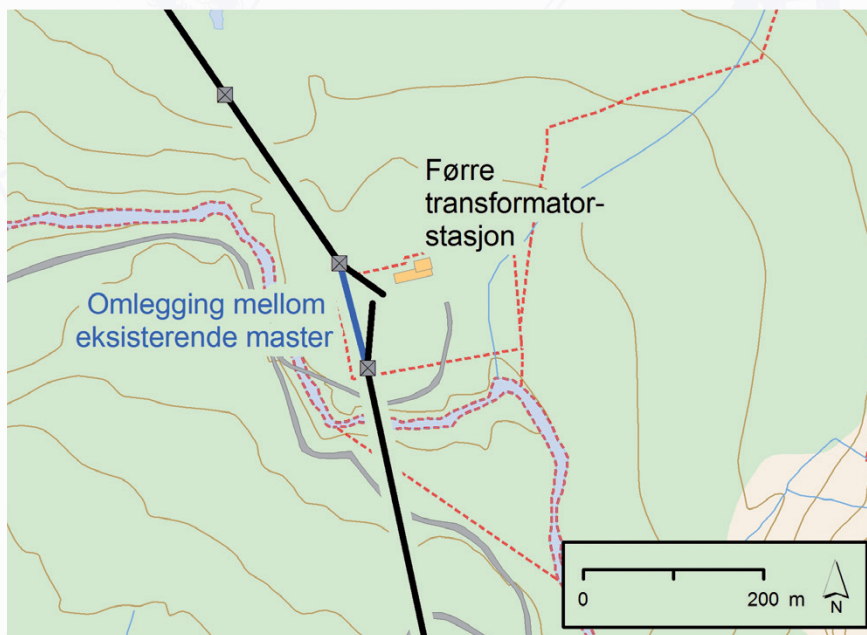 Førre
transformator-
stasjon
Omlegging mellom
eksisterende master
0 200 m
N